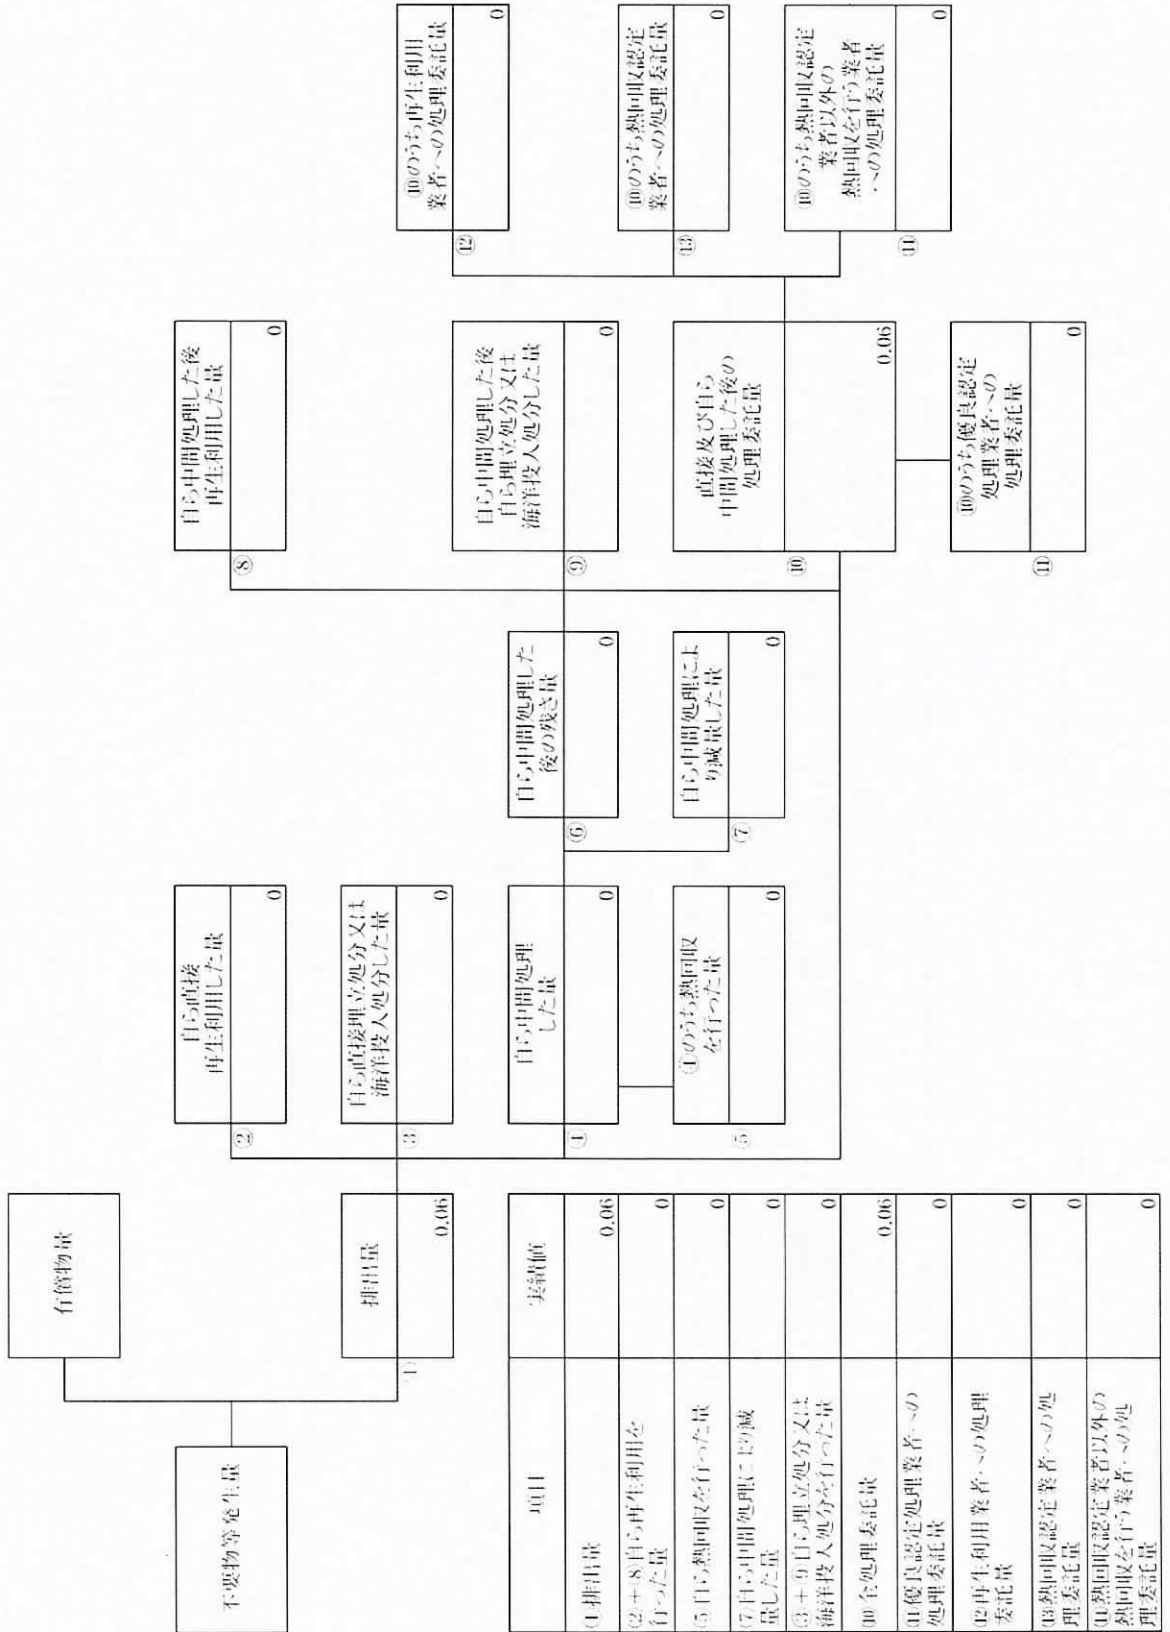 不要物等発生量
有償物量
①
排出量
0.06
②
自ら直接
再生利用した量
0
③
自ら直接埋立処分又は
海洋投入処分した量
0
④
自ら中間処理
した量
0
⑤
④のうち熱回収
を行った量
0
⑥
自ら中間処理した
後の残さ量
0
⑦
自ら中間処理によ
り減量した量
0
⑧
自ら中間処理した後
再生利用した量
0
⑨
自ら中間処理した後
自ら埋立処分又は
海洋投入処分した量
0
⑩
直接及び自ら
中間処理した後の
処理委託量
0.06
⑪
⑩のうち優良認定
処理業者への
処理委託量
0
⑫
⑩のうち再生利用
業者への処理委託量
0
⑬
⑩のうち熱回収認定
業者への処理委託量
0
⑭
⑩のうち熱回収認定
業者以外の
熱回収を行う業者
への処理委託量
0
項目 実績値
①排出量 0.06
②+⑧自ら再生利用を
行った量 0
⑤自ら熱回収を行った量 0
⑦自ら中間処理により減
量した量 0
③+⑨自ら埋立処分又は
海洋投入処分を行った量 0
⑩全処理委託量 0.06
⑪優良認定処理業者への
処理委託量 0
⑫再生利用業者への処理
委託量 0
⑬熱回収認定業者への処
理委託量 0
⑭熱回収認定業者以外の
熱回収を行う業者への処
理委託量 0